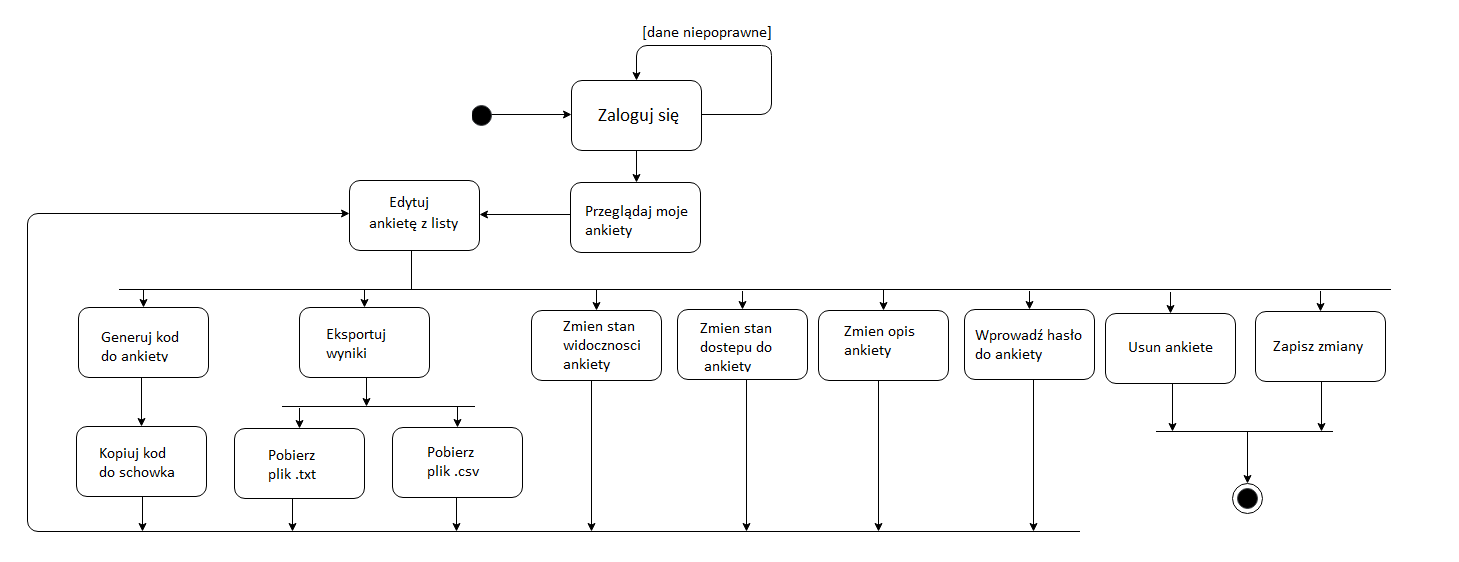 [dane niepoprawne]
Zaloguj się
Edytuj
ankietę z listy
Przeglądaj moje
ankiety
Generuj kod
do ankiety
Eksportuj
wyniki
Zmien stan
widocznosci
ankiety
Zmien stan
dostepu do
ankiety
Zmien opis
ankiety
Wprowadź hasło
do ankiety
Usun ankiete
Zapisz zmiany
Kopiuj kod
do schowka
Pobierz
plik .txt
Pobierz
plik .csv